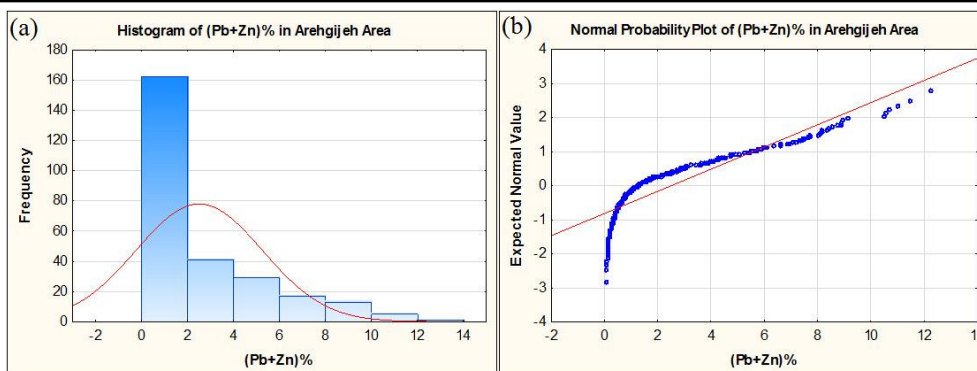 (a)
Histogram of (Pb+Zn)% in Arehgijeh Area
180
160
140
120
100
80
60
40
20
0
Frequency
-2 0 2 4 6 8 10 12 14
(Pb+Zn)%
(b)
Normal Probability Plot of (Pb+Zn)% in Arehgijeh Area
4
3
2
1
0
-1
-2
-3
-4
Expected Normal Value
-2 0 2 4 6 8 10 12 14
(Pb+Zn)%